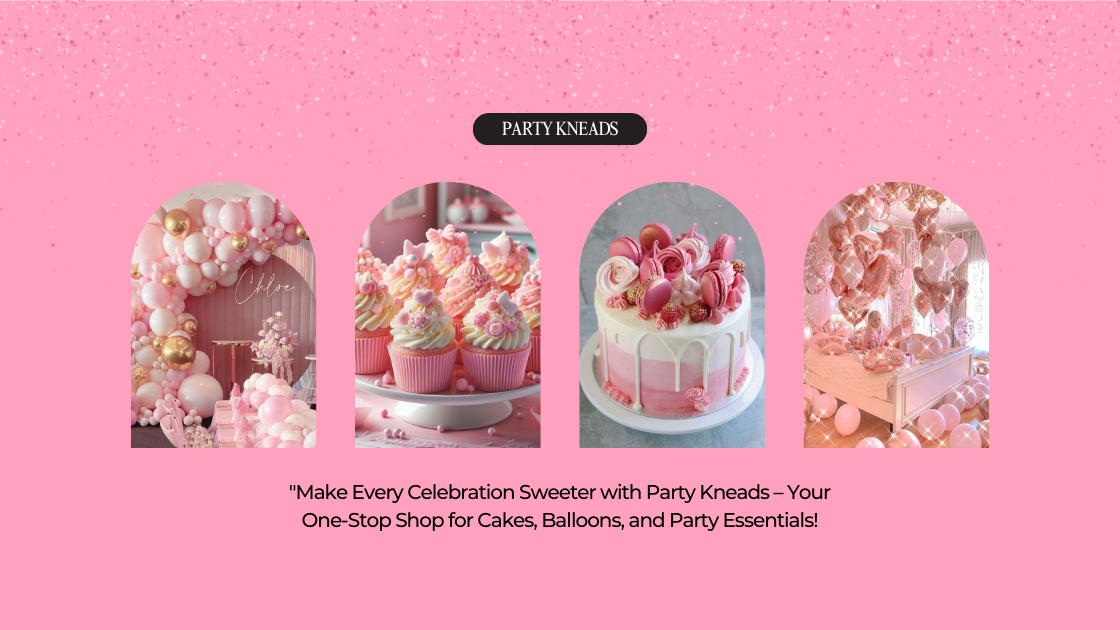 PARTY KNEADS
Chloe
"Make Every Celebration Sweeter with Party Kneads – Your
One-Stop Shop for Cakes, Balloons, and Party Essentials!